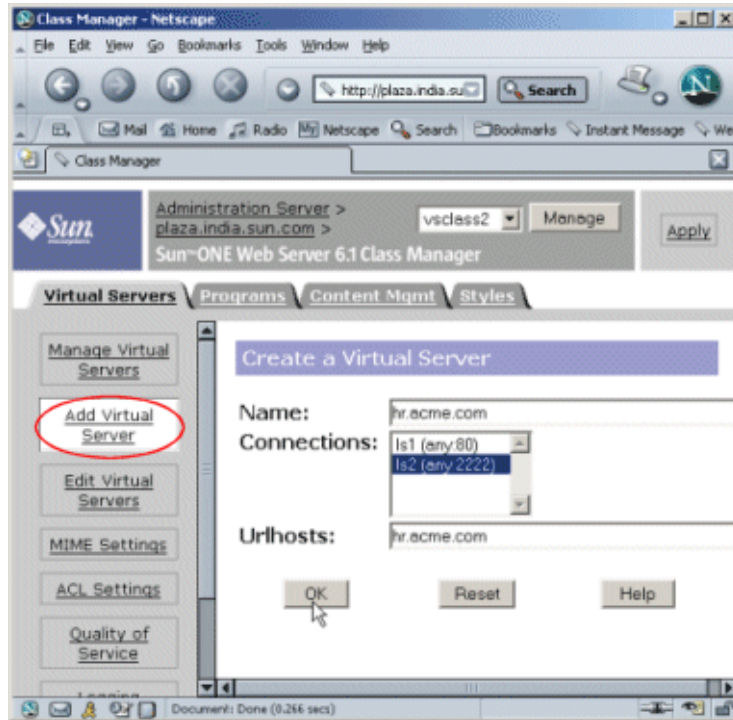 Class Manager - Netscape
File Edit View Go Bookmarks Tools Window Help
http://plaza.india.su Search
Mail Home Radio My Netscape Search Bookmarks Instant Message We
Class Manager
Sun
Administration Server >
plaza.india.sun.com >
vsclass2 Manage
Apply
Sun ONE Web Server 6.1 Class Manager
Virtual Servers Programs Content Mgmt Styles
Manage Virtual
Servers
Add Virtual
Server
Edit Virtual
Servers
MIME Settings
ACL Settings
Quality of
Service
Logging
Create a Virtual Server
Name: hr.acme.com
Connections: ls1 (any:80)
ls2 (any:2222)
Urlhosts: hr.acme.com
OK Reset Help
Document: Done (0.266 secs)